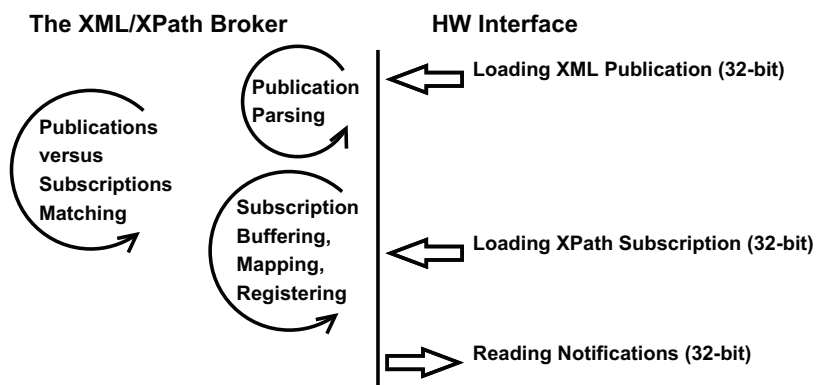 The XML/XPath Broker
HW Interface
Publication
Parsing
Loading XML Publication (32-bit)
Publications
versus
Subscriptions
Matching
Subscription
Buffering,
Mapping,
Registering
Loading XPath Subscription (32-bit)
Reading Notifications (32-bit)